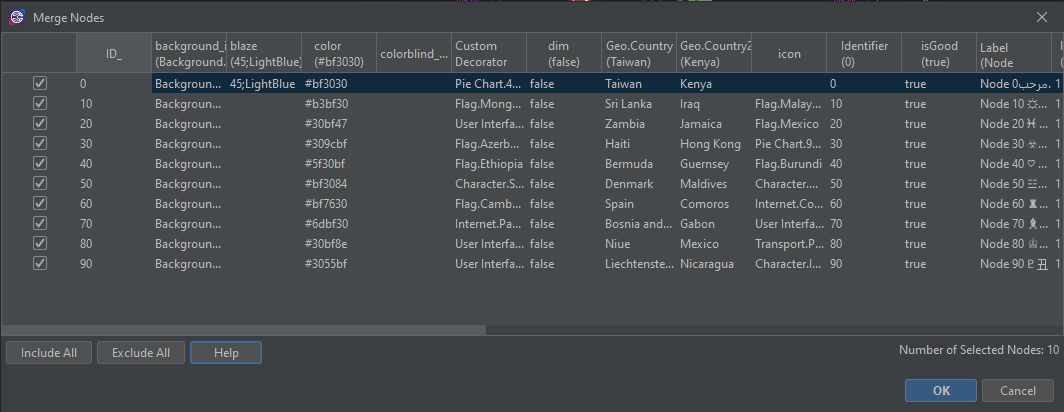 Merge Nodes
ID_ background_i (Background. blaze (45;LightBlue) color (#bf3030) colorblind_... Custom Decorator dim (false) Geo.Country (Taiwan) Geo.Country2 (Kenya) icon Identifier (0) isGood (true) Label (Node
0 Backgroun... 45;LightBlue #bf3030 Pie Chart.4... false Taiwan Kenya 0 true Node 0مرحب... 1
10 Backgroun... #b3bf30 Flag.Mong... false Sri Lanka Iraq Flag.Malay... 10 true Node 10 ☼... 1
20 Backgroun... #30bf47 User Interfa... false Zambia Jamaica Flag.Mexico 20 true Node 20 ♓... 1
30 Backgroun... #309cbf Flag.Azerb... false Haiti Hong Kong Pie Chart.9... 30 true Node 30 ☣... 1
40 Backgroun... #5f30bf Flag.Ethiopia false Bermuda Guernsey Flag.Burundi 40 true Node 40 ♡... 1
50 Backgroun... #bf3084 Character.S... false Denmark Maldives Character.... 50 true Node 50 ☳... 1
60 Backgroun... #bf7630 Flag.Camb... false Spain Comoros Internet.Co... 60 true Node 60 ♜... 1
70 Backgroun... #6dbf30 Internet.Pa... false Bosnia and... Gabon User Interfa... 70 true Node 70 ♝... 1
80 Backgroun... #30bf8e User Interfa... false Niue Mexico Transport.P... 80 true Node 80 ♔... 1
90 Backgroun... #3055bf User Interfa... false Liechtenste... Nicaragua Character.I... 90 true Node 90 ♇ 丑... 1
Include All Exclude All Help Number of Selected Nodes: 10
OK Cancel